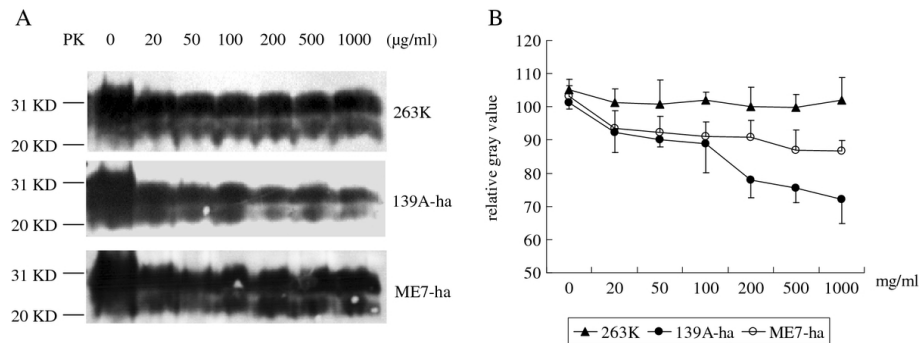 A
PK 0 20 50 100 200 500 1000 (μg/ml)
31 KD
20 KD
263K
31 KD
20 KD
139A-ha
31 KD
20 KD
ME7-ha
B
relative gray value
120
110
100
90
80
70
60
50
0 20 50 100 200 500 1000 mg/ml
263K 139A-ha ME7-ha